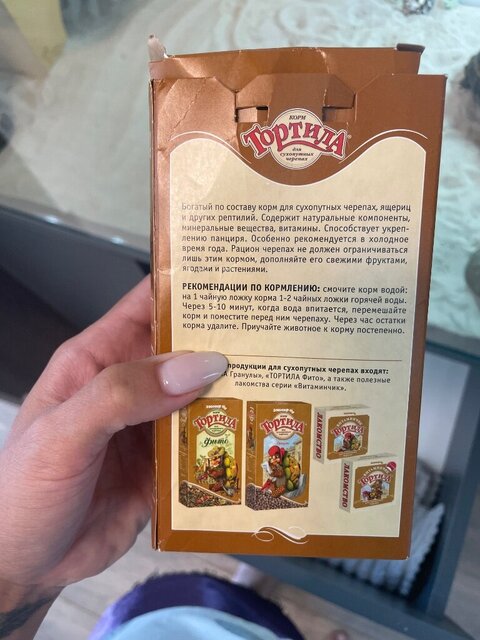 КОРМ
ТОРТИЛА®
для
сухопутных
черепах
Богатый по составу корм для сухопутных черепах, ящериц
и других рептилий. Содержит натуральные компоненты,
минеральные вещества, витамины. Способствует укреп-
лению панциря. Особенно рекомендуется в холодное
время года. Рацион черепах не должен ограничиваться
лишь этим кормом, дополняйте его свежими фруктами,
ягодами и растениями.
РЕКОМЕНДАЦИИ ПО КОРМЛЕНИЮ: смочите корм водой:
на 1 чайную ложку корма 1-2 чайных ложки горячей воды.
Через 5-10 минут, когда вода впитается, перемешайте
корм и поместите перед ним черепаху. Через час остатки
корма удалите. Приучайте животное к корму постепенно.
продукции для сухопутных черепах входят:
Гранулы», «ТОРТИЛА Фито», а также полезные
лакомства серии «Витаминчик».
ТОРТИЛА
Фито
ТОРТИЛА
ЛАКОМСТВО
ЛАКОМСТВО
ТОРТИЛА